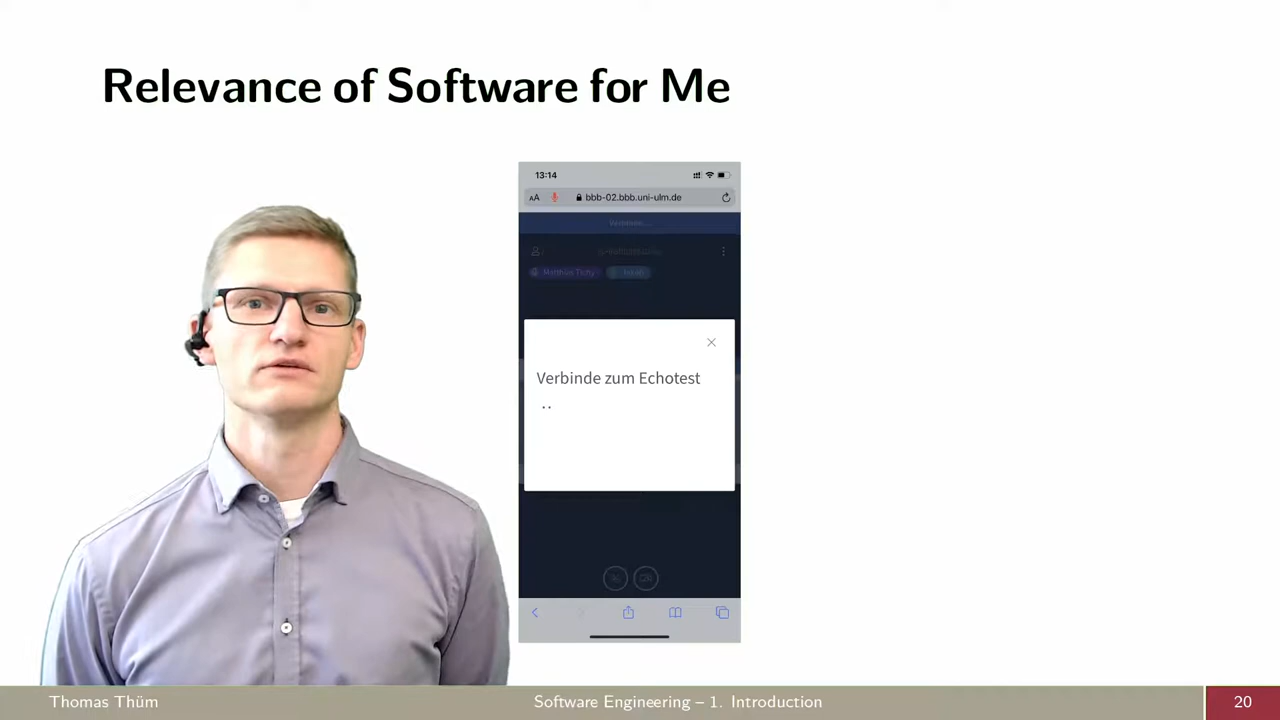 Relevance of Software for Me
13:14
AA bbb-02.bbb.uni-ulm.de
Verbinde zum Echotest
..
Thomas Thüm
Software Engineering – 1. Introduction
20